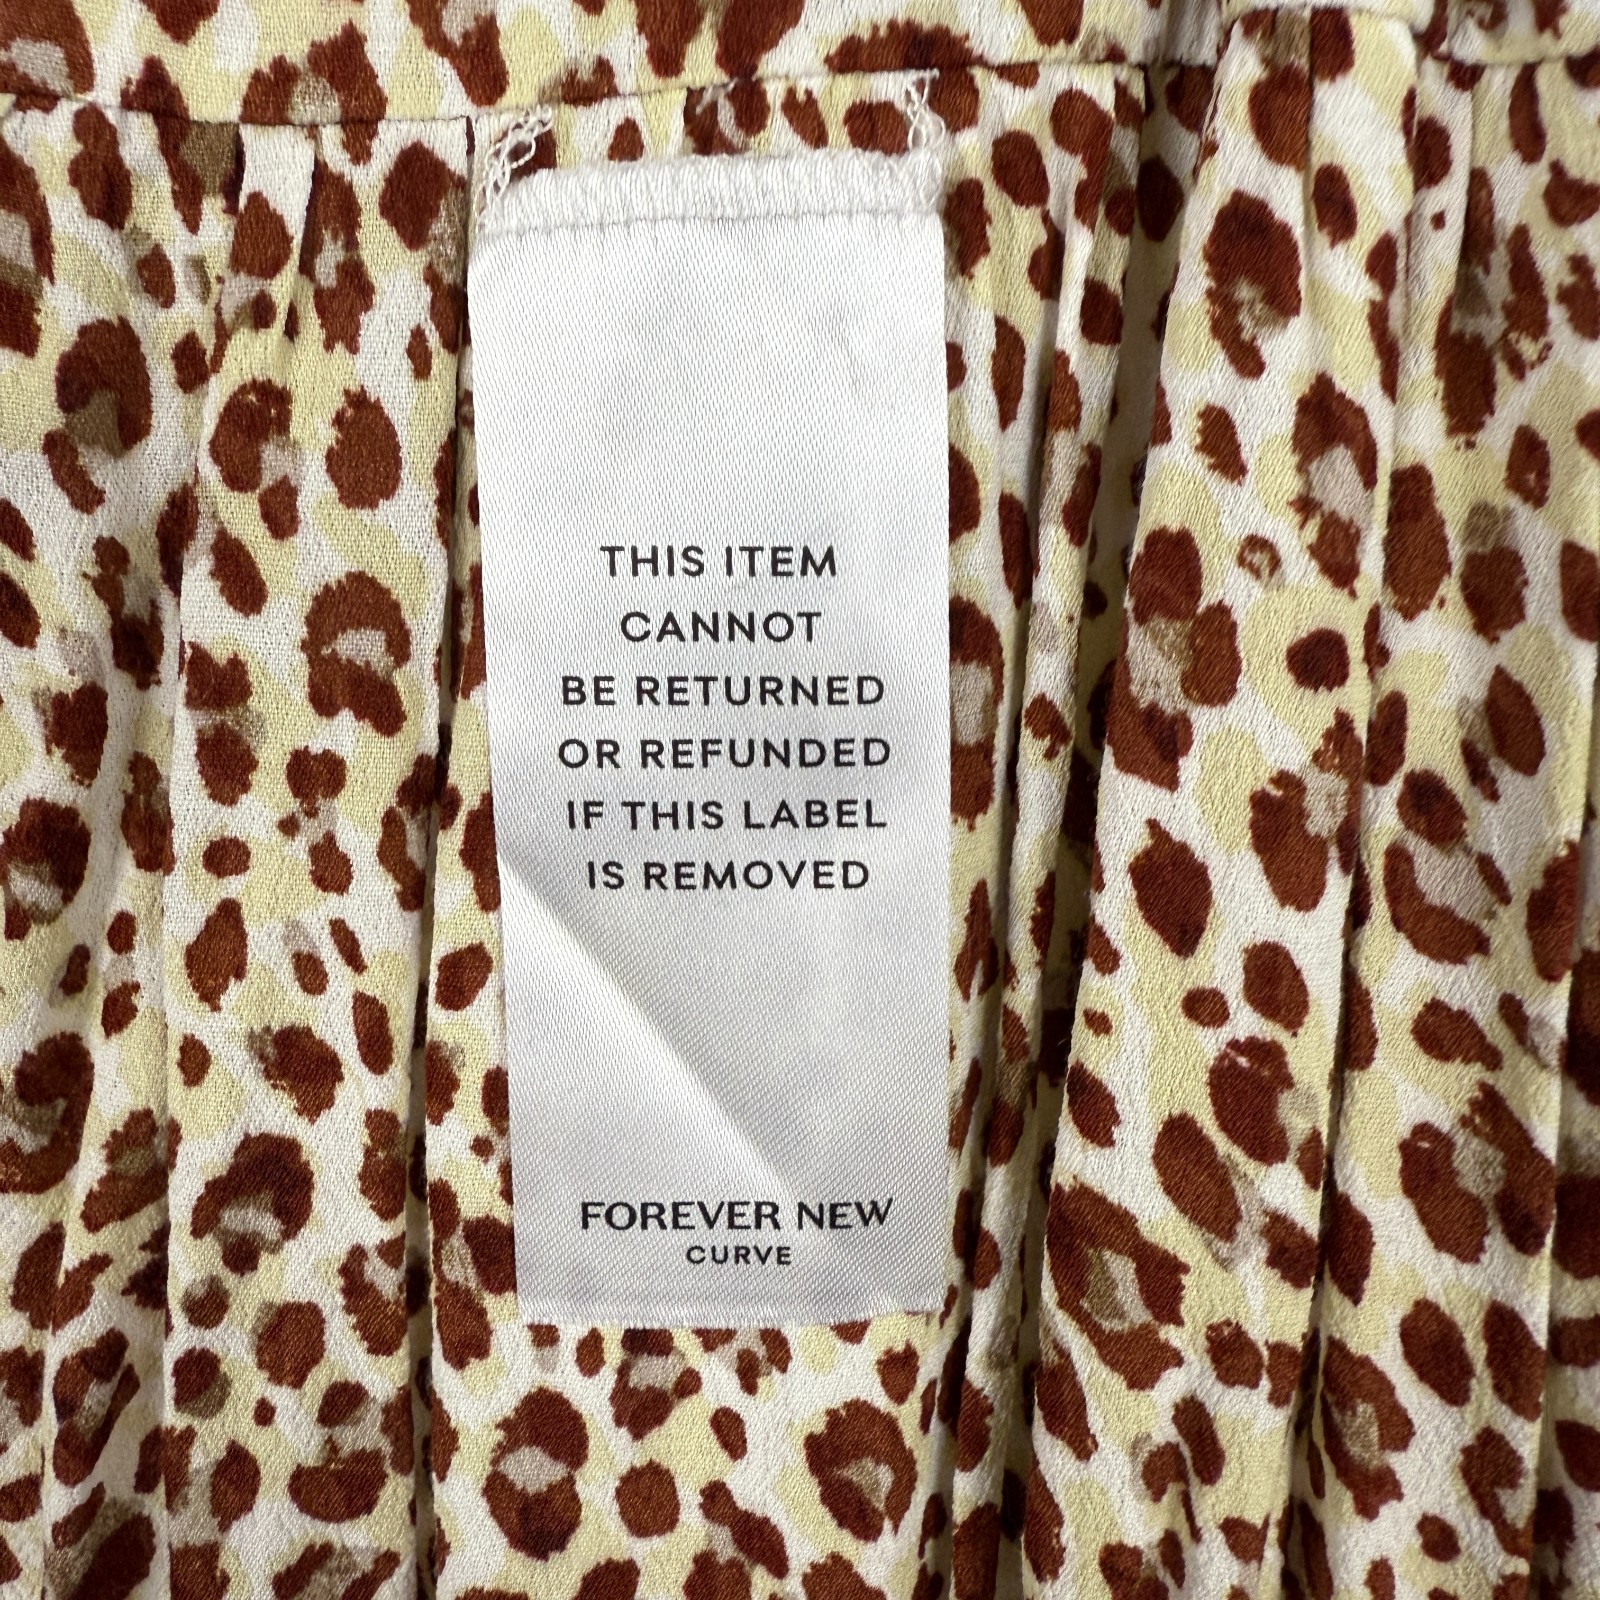 THIS ITEM
CANNOT
BE RETURNED
OR REFUNDED
IF THIS LABEL
IS REMOVED
FOREVER NEW
CURVE